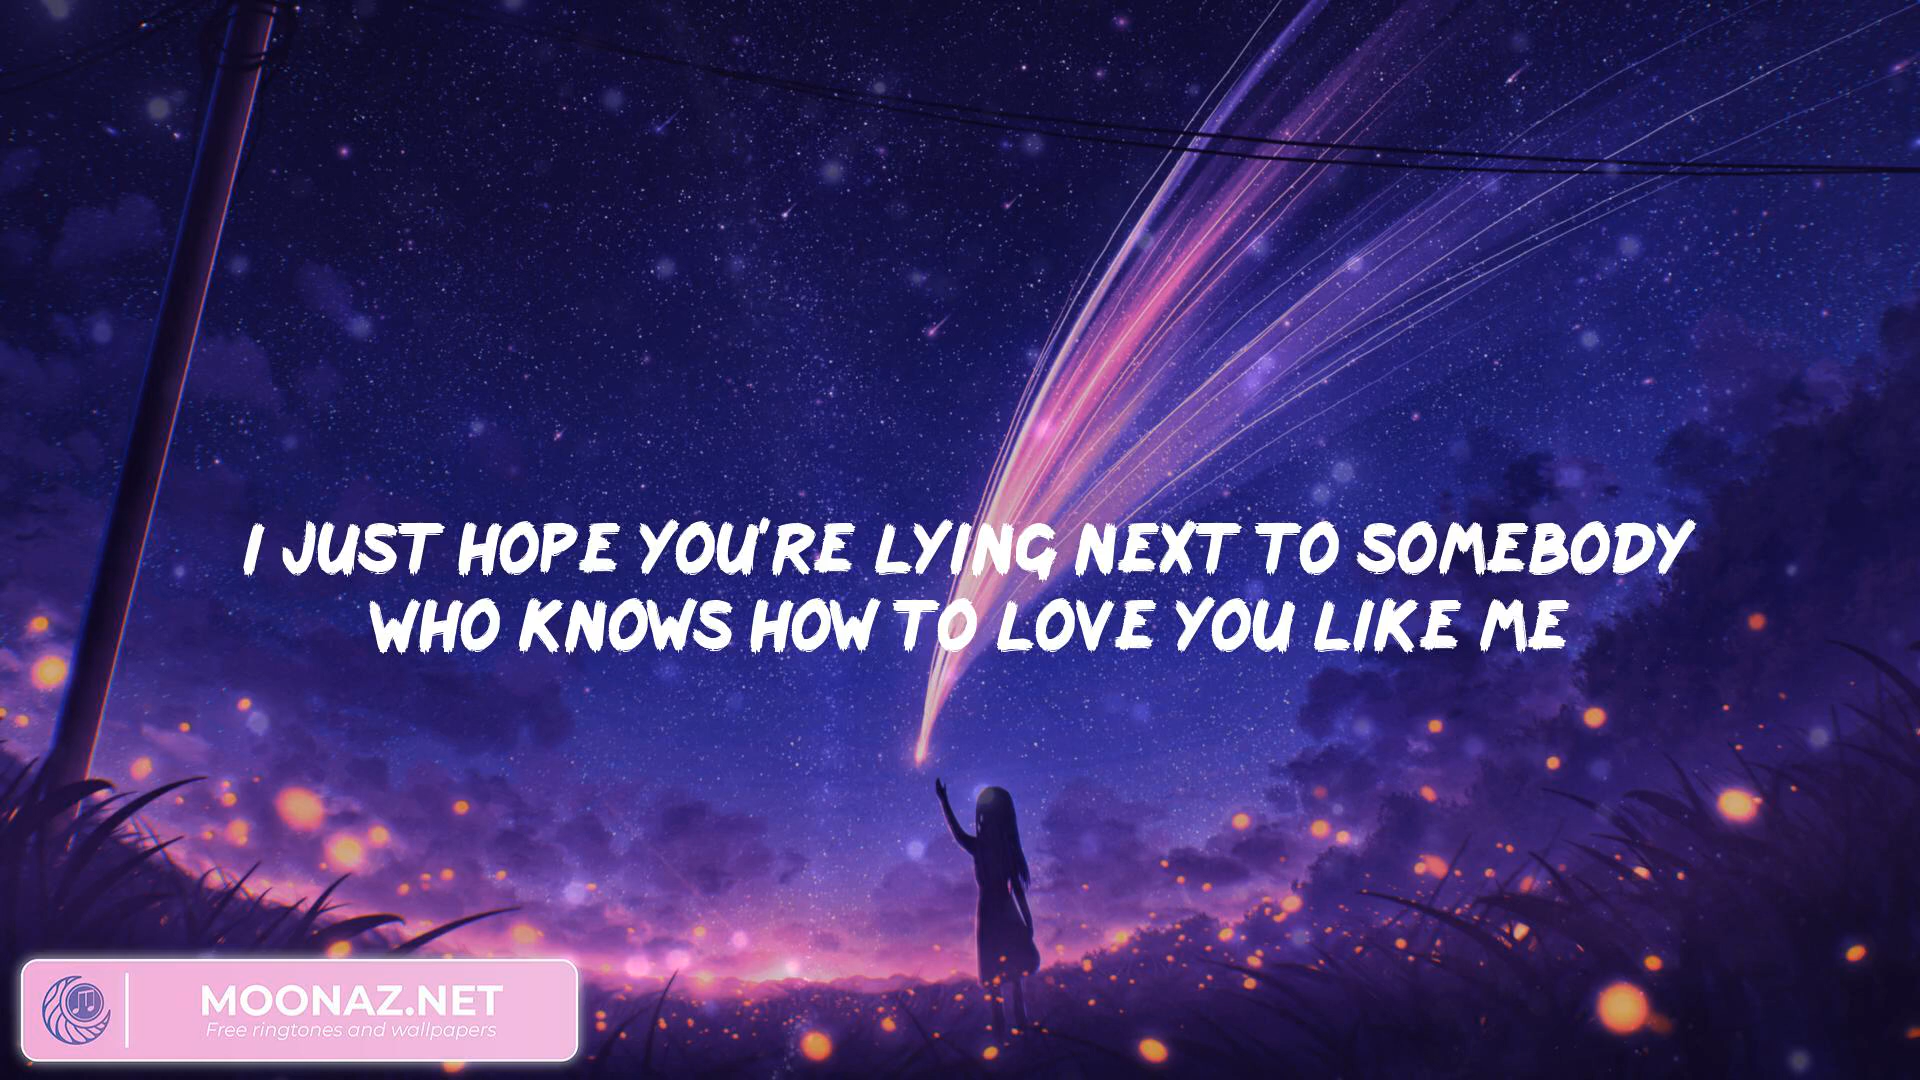 I JUST HOPE YOU'RE LYING NEXT TO SOMEBODY
WHO KNOWS HOW TO LOVE YOU LIKE ME
MOONAZ.NET
Free ringtones and wallpapers